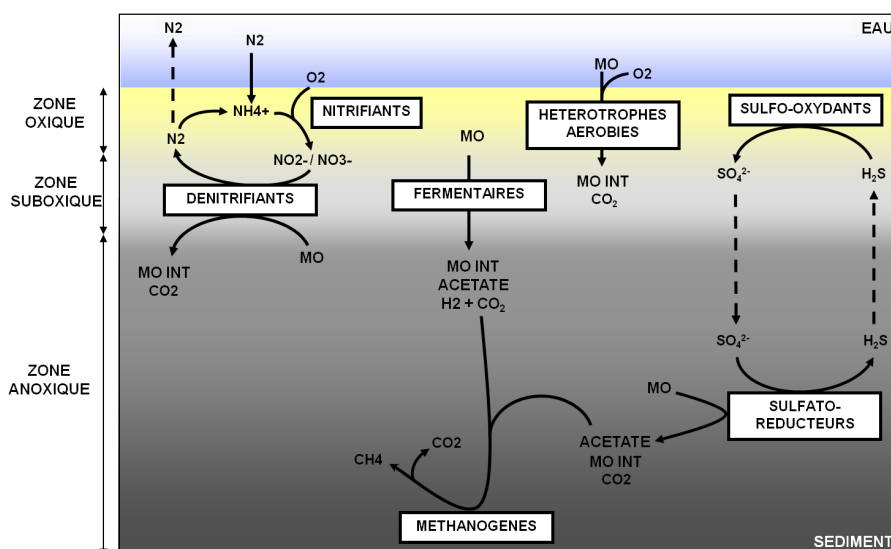 EAU
N2
N2
O2
MO
O2
ZONE
OXIQUE
NH4+
NITRIFIANTS
HETEROTROPHES
AEROBIES
SULFO-OXYDANTS
N2
MO
NO2-/ NO3-
ZONE
SUBOXIQUE
DENITRIFIANTS
FERMENTAIRES
MO INT
CO₂
SO₄²⁻
H₂S
MO
MO INT
CO2
MO INT
ACETATE
H2 + CO₂
ZONE
ANOXIQUE
SO₄²⁻
H₂S
MO
SULFATO-
REDUCTEURS
CO2
CH4
ACETATE
MO INT
CO2
METHANOGENES
SEDIMENT